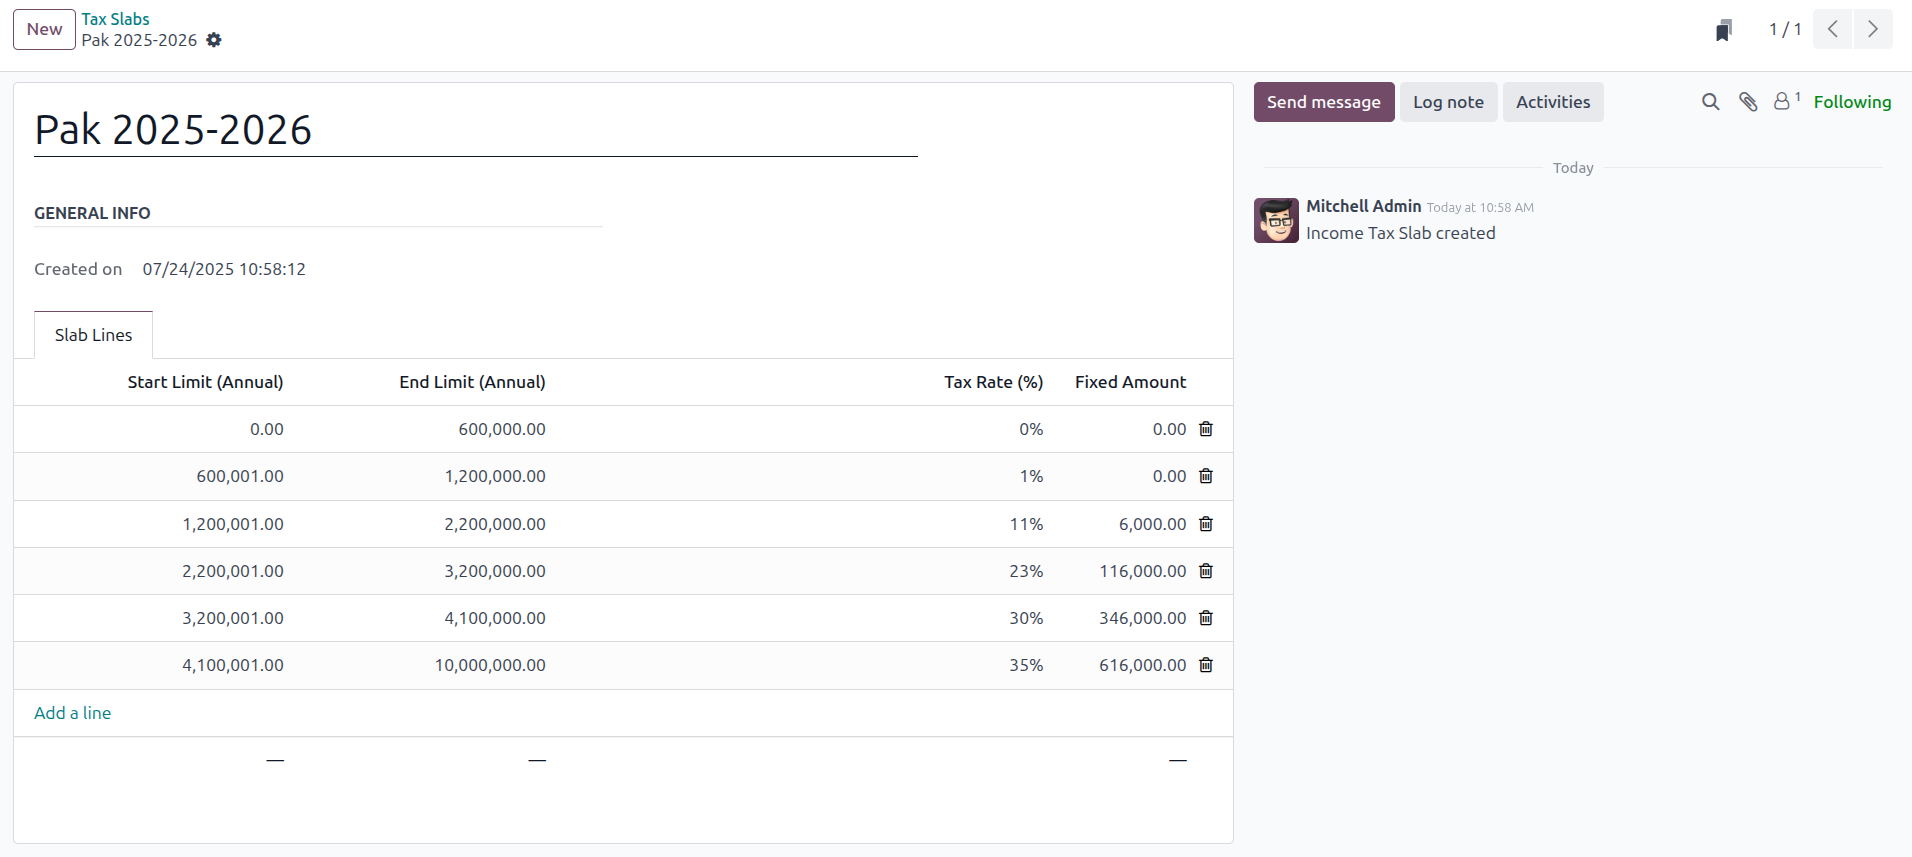 New
Tax Slabs
Pak 2025-2026
1 / 1
Pak 2025-2026
GENERAL INFO
Created on 07/24/2025 10:58:12
Slab Lines
Start Limit (Annual) End Limit (Annual) Tax Rate (%) Fixed Amount
0.00 600,000.00 0% 0.00
600,001.00 1,200,000.00 1% 0.00
1,200,001.00 2,200,000.00 11% 6,000.00
2,200,001.00 3,200,000.00 23% 116,000.00
3,200,001.00 4,100,000.00 30% 346,000.00
4,100,001.00 10,000,000.00 35% 616,000.00
Add a line
— — —
Send message Log note Activities 1 Following
Today
Mitchell Admin Today at 10:58 AM
Income Tax Slab created